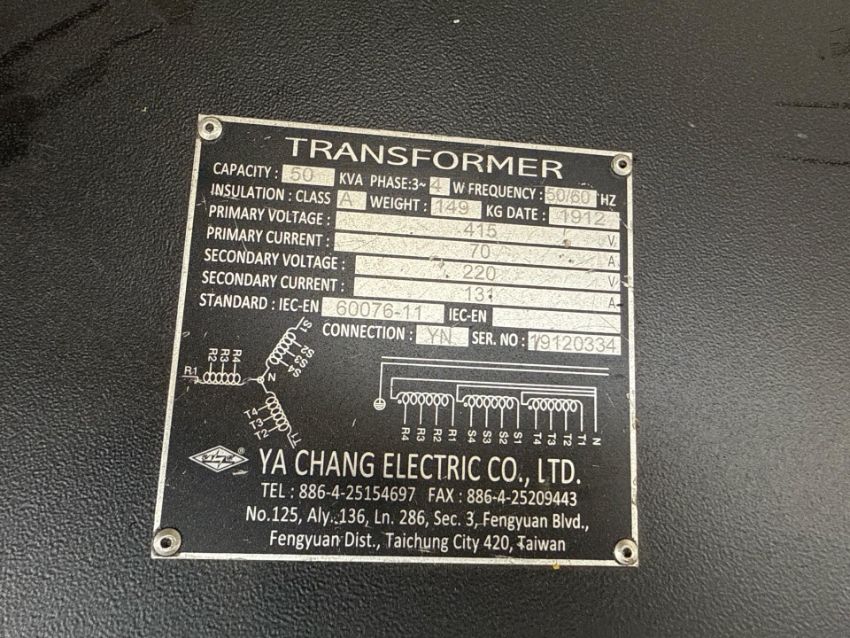 TRANSFORMER
CAPACITY : 50 KVA PHASE:3~ 4 W FREQUENCY : 50/60 HZ
INSULATION : CLASS A WEIGHT : 149 KG DATE : 1912
PRIMARY VOLTAGE : 415 V
PRIMARY CURRENT : 70 A
SECONDARY VOLTAGE : 220 V
SECONDARY CURRENT : 131 A
STANDARD : IEC-EN 60076-11 IEC-EN
CONNECTION : YN SER. NO : 19120334
S1
R4
R3
R2
R1
N
T4
T3
T2
R4 R3 R2 R1 S4 S3 S2 S1 T4 T3 T2 T1 N
YA CHANG ELECTRIC CO., LTD.
TEL : 886-4-25154697 FAX : 886-4-25209443
No.125, Aly. 136, Ln. 286, Sec. 3, Fengyuan Blvd.,
Fengyuan Dist., Taichung City 420, Taiwan